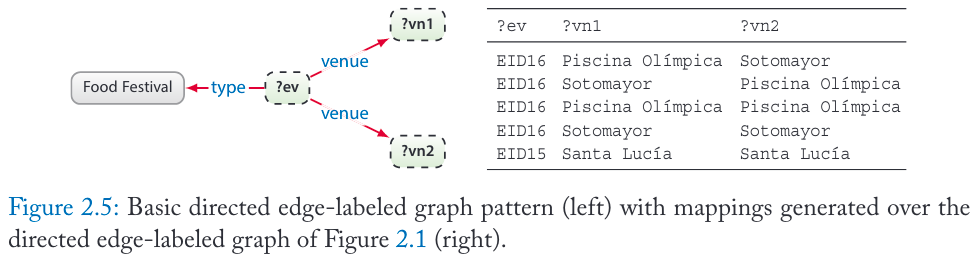 ?vn1
venue
Food Festival type ?ev
venue
?vn2
?ev ?vn1 ?vn2
EID16 Piscina Olímpica Sotomayor
EID16 Sotomayor Piscina Olímpica
EID16 Piscina Olímpica Piscina Olímpica
EID16 Sotomayor Sotomayor
EID15 Santa Lucía Santa Lucía
Figure 2.5: Basic directed edge-labeled graph pattern (left) with mappings generated over the
directed edge-labeled graph of Figure 2.1 (right).